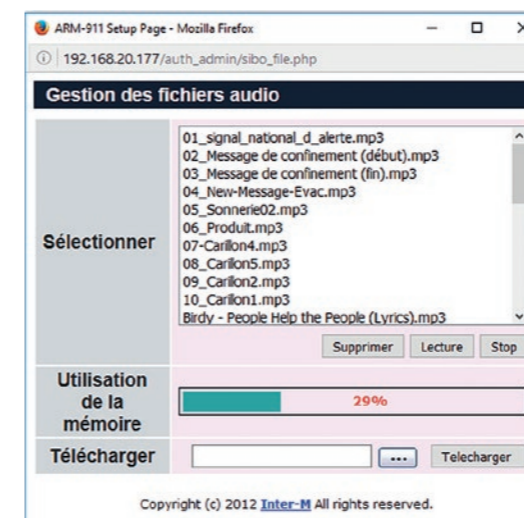 ARM-911 Setup Page - Mozilla Firefox
192.168.20.177/auth_admin/sibo_file.php
Gestion des fichiers audio
Sélectionner
01_signal_national_d_alerte.mp3
02_Message de confinement (début).mp3
03_Message de confinement (fin).mp3
04_New-Message-Evac.mp3
05_Sonnerie02.mp3
06_Produit.mp3
07-Carillon4.mp3
08_Carillon5.mp3
09_Carillon2.mp3
10_Carillon1.mp3
Birdy - People Help the People (Lyrics).mp3
Supprimer Lecture Stop
Utilisation
de la
mémoire
29%
Télécharger ... Telecharger
Copyright (c) 2012 Inter-M All rights reserved.